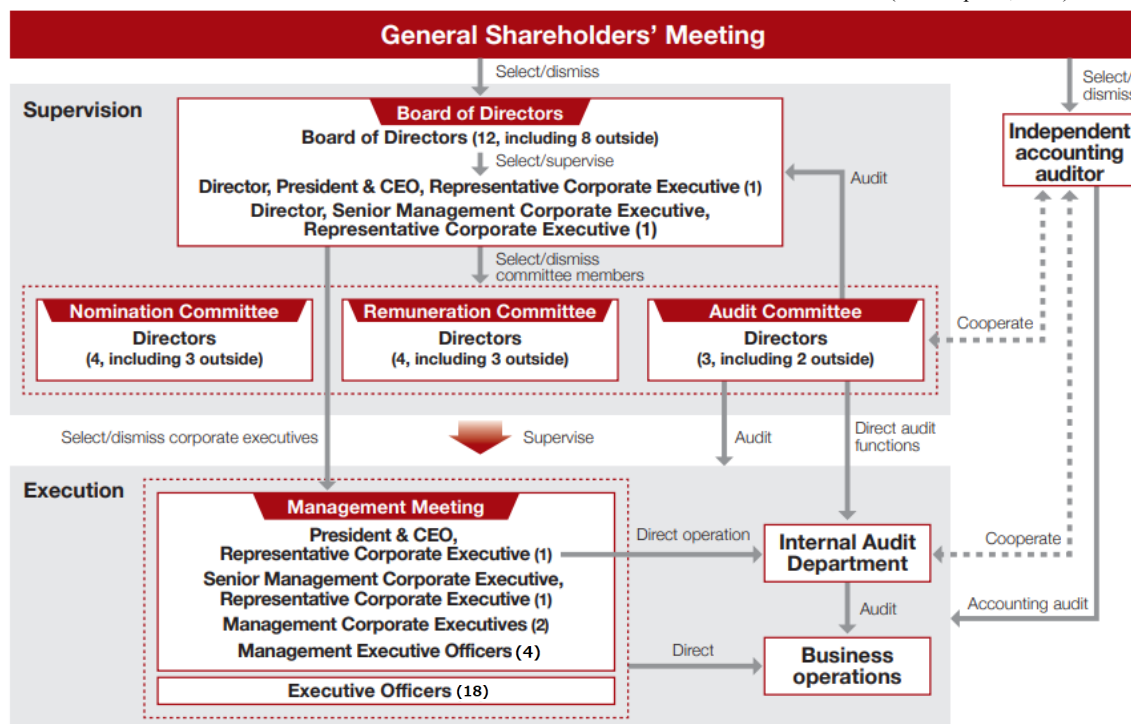 General Shareholders' Meeting
Select/dismiss
Select/
dismiss
Supervision
Board of Directors
Board of Directors (12, including 8 outside)
Select/supervise
Director, President & CEO, Representative Corporate Executive (1)
Director, Senior Management Corporate Executive,
Representative Corporate Executive (1)
Audit
Independent
accounting
auditor
Select/dismiss
committee members
Nomination Committee
Directors
(4, including 3 outside)
Remuneration Committee
Directors
(4, including 3 outside)
Audit Committee
Directors
(3, including 2 outside)
Cooperate
Select/dismiss corporate executives
Supervise
Audit
Direct audit
functions
Execution
Management Meeting
President & CEO,
Representative Corporate Executive (1)
Senior Management Corporate Executive,
Representative Corporate Executive (1)
Management Corporate Executives (2)
Management Executive Officers (4)
Executive Officers (18)
Direct operation
Internal Audit
Department
Cooperate
Audit
Accounting audit
Direct
Business
operations